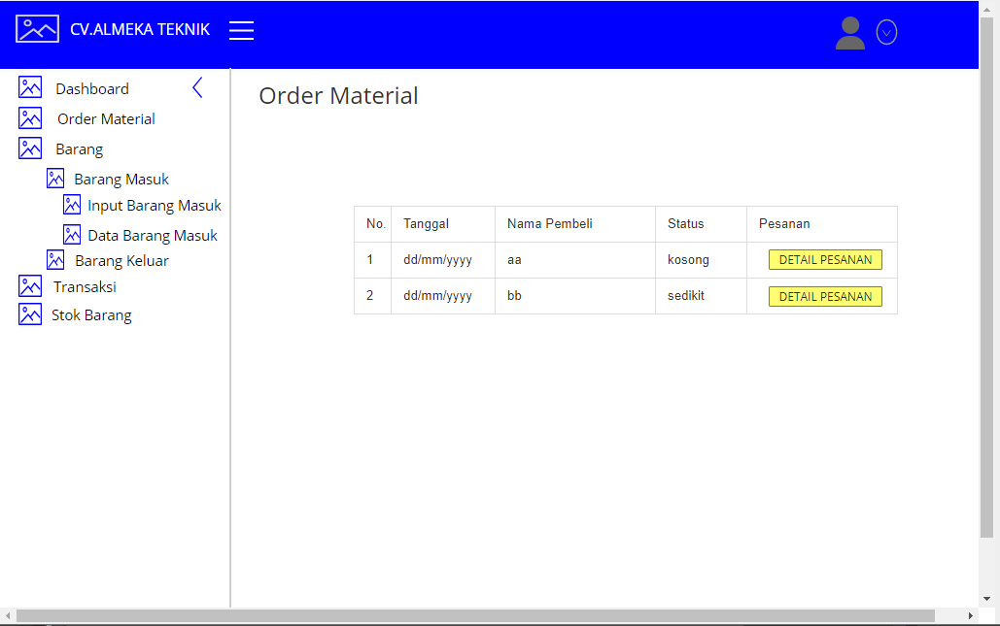 CV.ALMEKA TEKNIK
Dashboard
Order Material
Barang
Barang Masuk
Input Barang Masuk
Data Barang Masuk
Barang Keluar
Transaksi
Stok Barang
Order Material
No. Tanggal Nama Pembeli Status Pesanan
1 dd/mm/yyyy aa kosong DETAIL PESANAN
2 dd/mm/yyyy bb sedikit DETAIL PESANAN